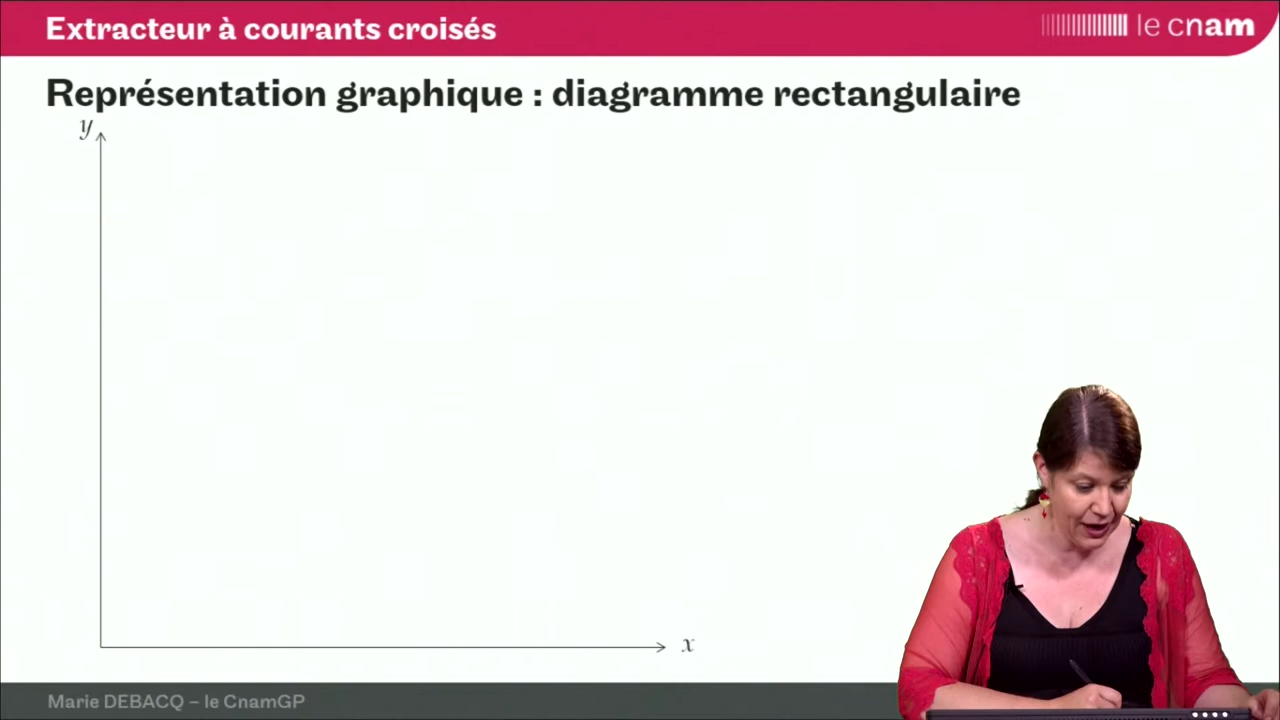 Extracteur à courants croisés
le cnam
Représentation graphique : diagramme rectangulaire
y
x
Marie DEBACQ – le CnamGP